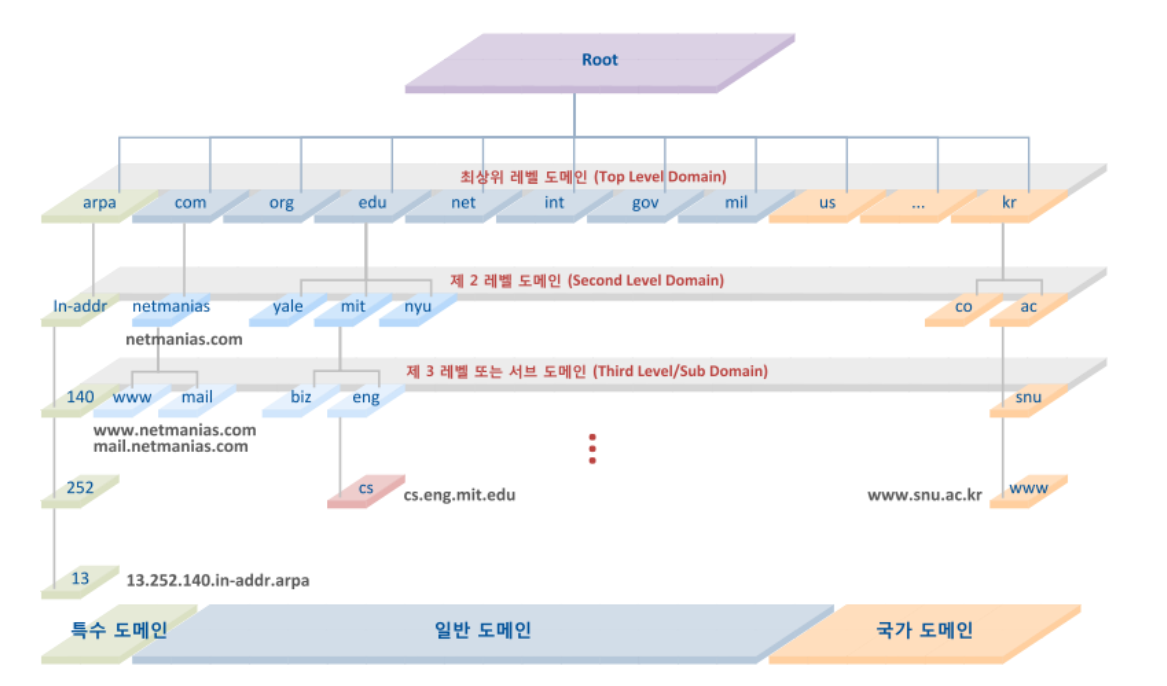 Root
최상위 레벨 도메인 (Top Level Domain)
arpa com org edu net int gov mil us ... kr
제 2 레벨 도메인 (Second Level Domain)
In-addr netmanias yale mit nyu co ac
netmanias.com
제 3 레벨 또는 서브 도메인 (Third Level/Sub Domain)
140 www mail biz eng snu
www.netmanias.com
mail.netmanias.com
252 cs cs.eng.mit.edu www.snu.ac.kr www
13 13.252.140.in-addr.arpa
특수 도메인 일반 도메인 국가 도메인